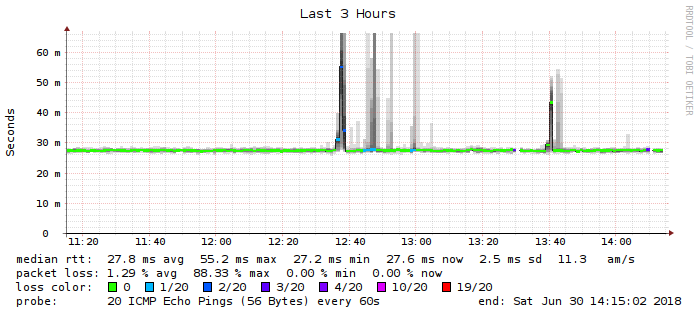 Last 3 Hours
RRDTOOL / TOBI OETIKER
Seconds
60 m
50 m
40 m
30 m
20 m
10 m
0
11:20 11:40 12:00 12:20 12:40 13:00 13:20 13:40 14:00
median rtt: 27.8 ms avg 55.2 ms max 27.2 ms min 27.6 ms now 2.5 ms sd 11.3 am/s
packet loss: 1.29 % avg 88.33 % max 0.00 % min 0.00 % now
loss color: 0 1/20 2/20 3/20 4/20 10/20 19/20
probe: 20 ICMP Echo Pings (56 Bytes) every 60s end: Sat Jun 30 14:15:02 2018